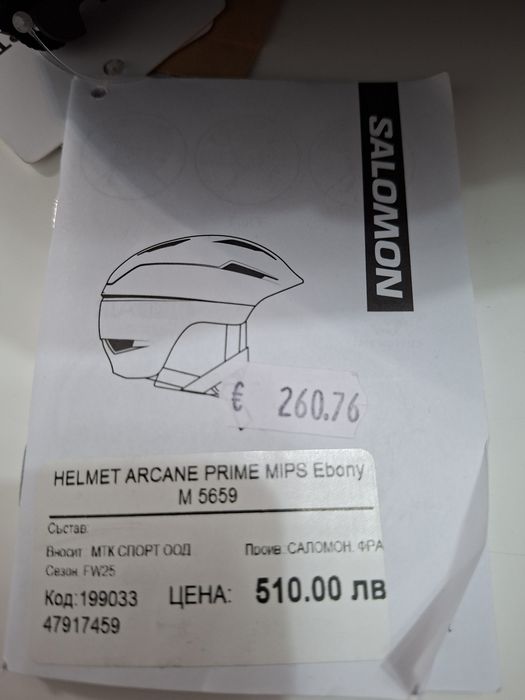 SALOMON
€ 260.76
HELMET ARCANE PRIME MIPS Ebony
M 5659
Състав:
Вносит. МТК СПОРТ ООД Произв: САЛОМОН. ФРА
Сезон: FW25
Код:199033 ЦЕНА: 510.00 лв
47917459